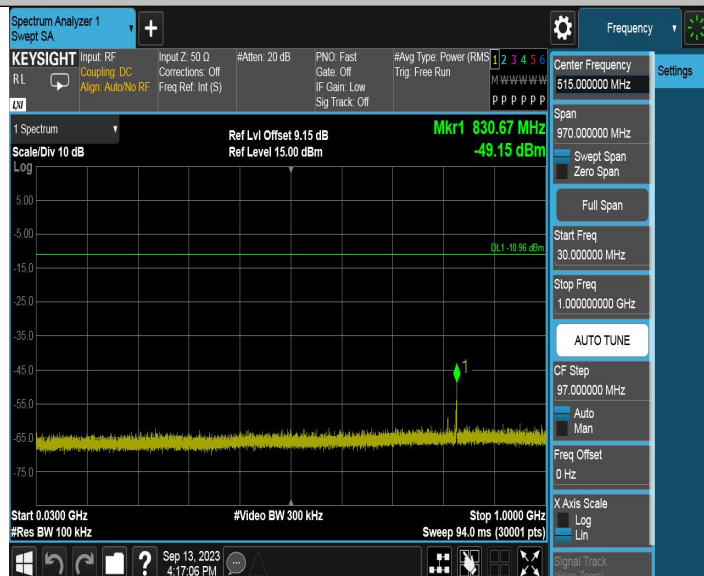 Spectrum Analyzer 1
Swept SA
+
Frequency
KEYSIGHT
RL
LXI
Input: RF
Coupling: DC
Align: Auto/No RF
Input Z: 50 Ω
Corrections: Off
Freq Ref: Int (S)
#Atten: 20 dB
PNO: Fast
Gate: Off
IF Gain: Low
Sig Track: Off
#Avg Type: Power (RMS
Trig: Free Run
1 2 3 4 5 6
M W W W W W
P P P P P P
Center Frequency
515.000000 MHz
Settings
Span
970.000000 MHz
Swept Span
Zero Span
Full Span
Start Freq
30.000000 MHz
Stop Freq
1.000000000 GHz
AUTO TUNE
CF Step
97.000000 MHz
Auto
Man
Freq Offset
0 Hz
X Axis Scale
Log
Lin
Signal Track
(Span Zoom)
1 Spectrum
Scale/Div 10 dB
Ref Lvl Offset 9.15 dB
Ref Level 15.00 dBm
Mkr1 830.67 MHz
-49.15 dBm
Log
5.00
-5.00
DL1 -10.96 dBm
-15.0
-25.0
-35.0
-45.0
1
-55.0
-65.0
-75.0
Start 0.0300 GHz
#Video BW 300 kHz
Stop 1.0000 GHz
#Res BW 100 kHz
Sweep 94.0 ms (30001 pts)
?
Sep 13, 2023
4:17:06 PM